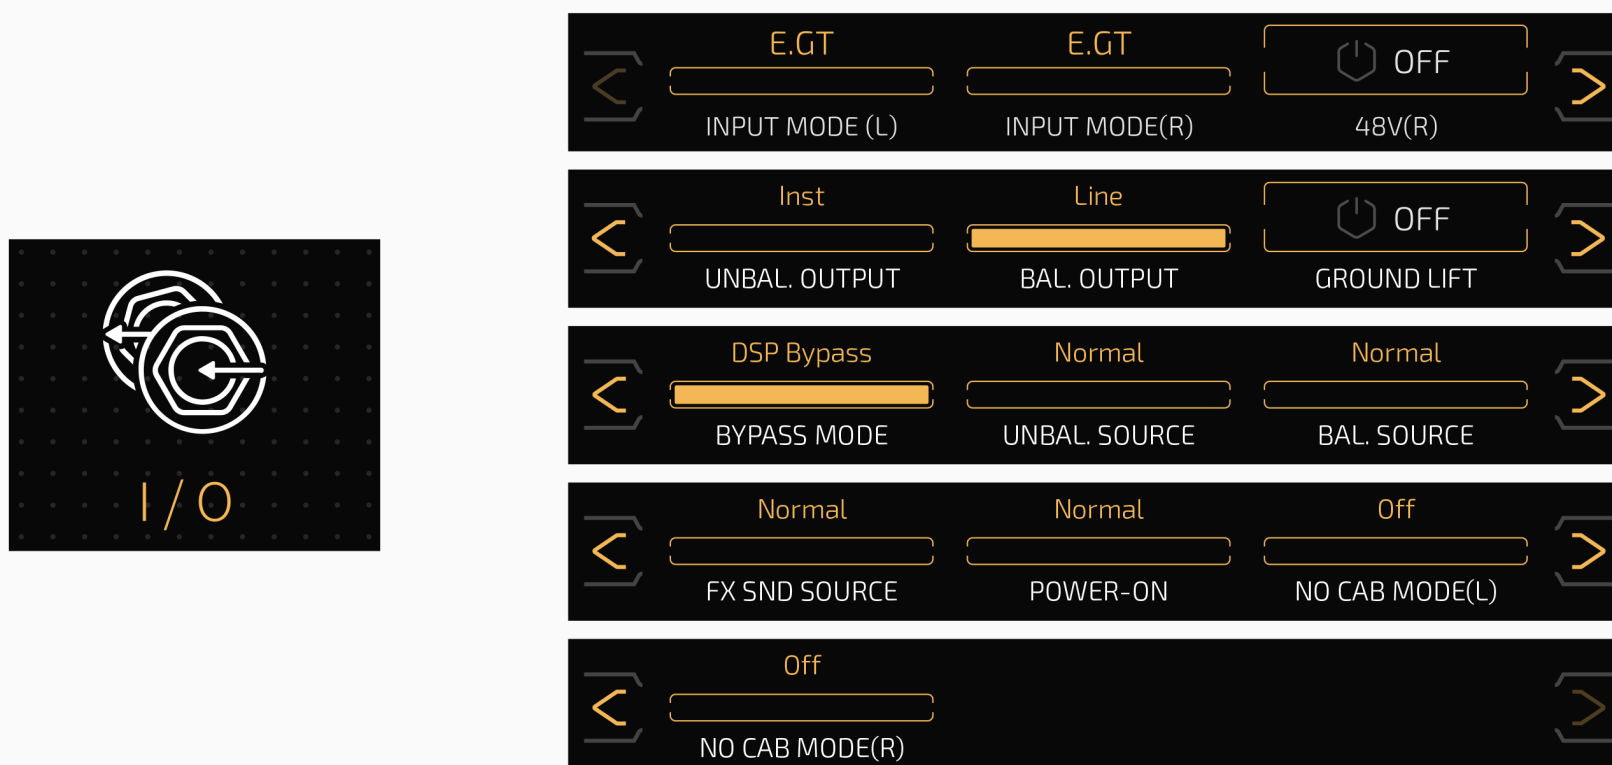 E.GT E.GT OFF
INPUT MODE (L) INPUT MODE(R) 48V(R)
Inst Line OFF
UNBAL. OUTPUT BAL. OUTPUT GROUND LIFT
DSP Bypass Normal Normal
BYPASS MODE UNBAL. SOURCE BAL. SOURCE
I / O
Normal Normal Off
FX SND SOURCE POWER-ON NO CAB MODE(L)
Off
NO CAB MODE(R)